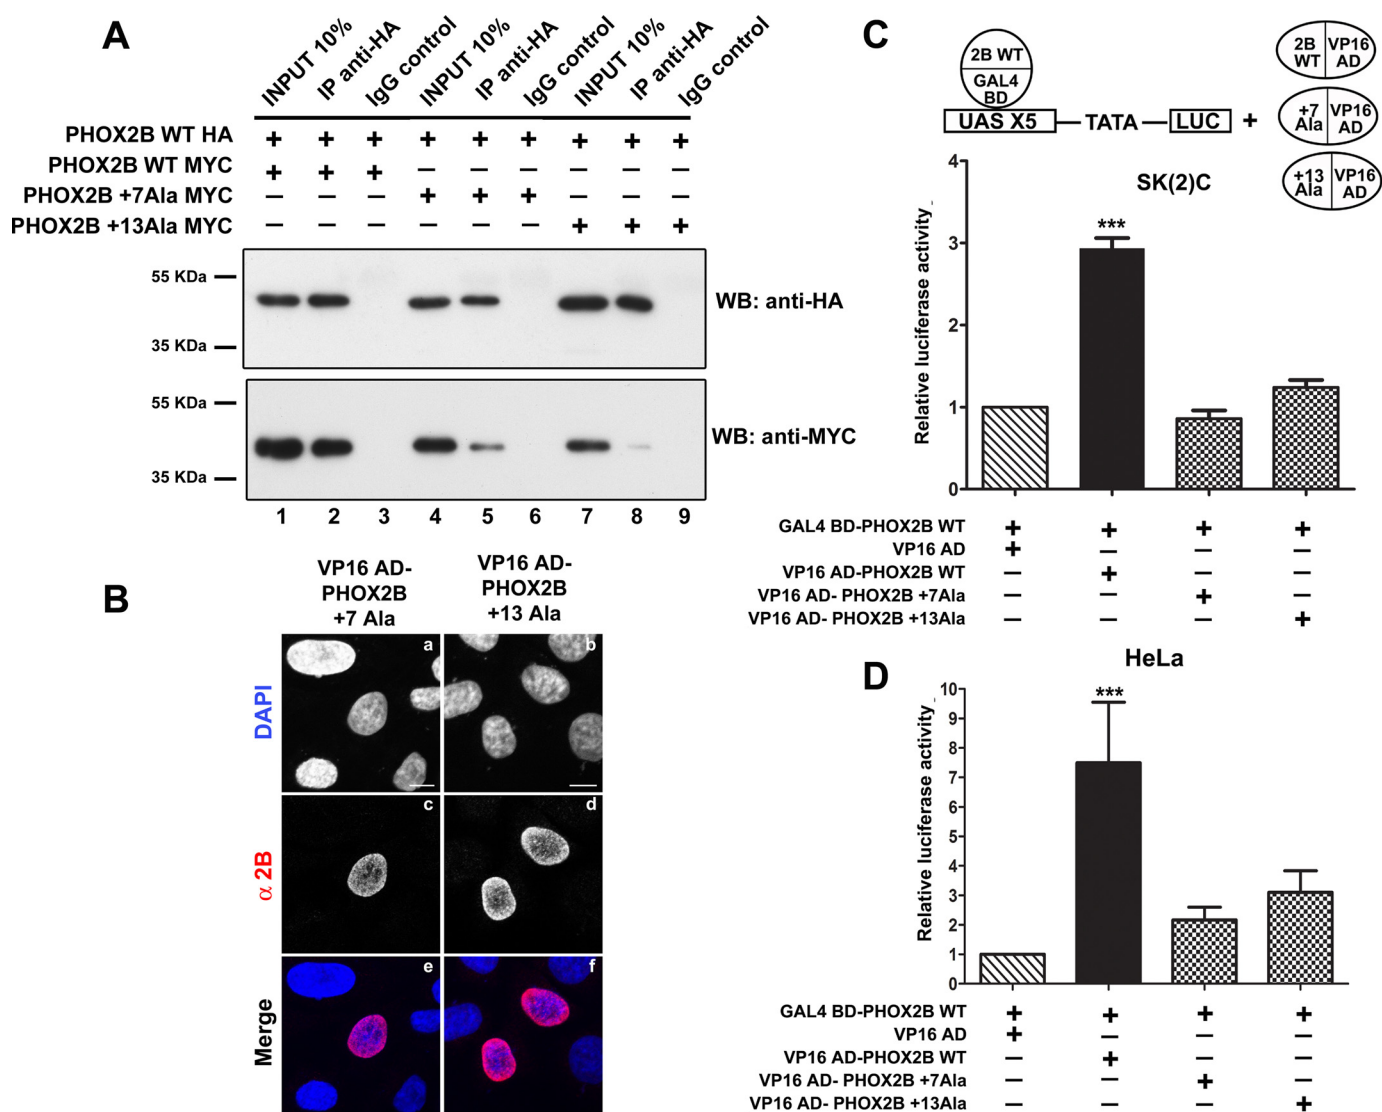 A
INPUT 10%
IP anti-HA
IgG control
INPUT 10%
IP anti-HA
IgG control
INPUT 10%
IP anti-HA
IgG control
PHOX2B WT HA + + + + + + + + +
PHOX2B WT MYC + + + – – – – – –
PHOX2B +7Ala MYC – – – + + + – – –
PHOX2B +13Ala MYC – – – – – – + + +
55 KDa
35 KDa
WB: anti-HA
55 KDa
35 KDa
WB: anti-MYC
1 2 3 4 5 6 7 8 9
B
VP16 AD-
PHOX2B
+7 Ala
VP16 AD-
PHOX2B
+13 Ala
DAPI
a
b
α 2B
c
d
Merge
e
f
C
2B WT
GAL4
BD
UAS X5 — TATA — LUC +
2B
WT
VP16
AD
+7
Ala
VP16
AD
+13
Ala
VP16
AD
SK(2)C
Relative luciferase activity
4
3
2
1
0
***
GAL4 BD-PHOX2B WT + + + +
VP16 AD + – – –
VP16 AD-PHOX2B WT – + – –
VP16 AD- PHOX2B +7Ala – – + –
VP16 AD- PHOX2B +13Ala – – – +
D
HeLa
Relative luciferase activity
10
9
8
7
6
5
4
3
2
1
0
***
GAL4 BD-PHOX2B WT + + + +
VP16 AD + – – –
VP16 AD-PHOX2B WT – + – –
VP16 AD- PHOX2B +7Ala – – + –
VP16 AD- PHOX2B +13Ala – – – +